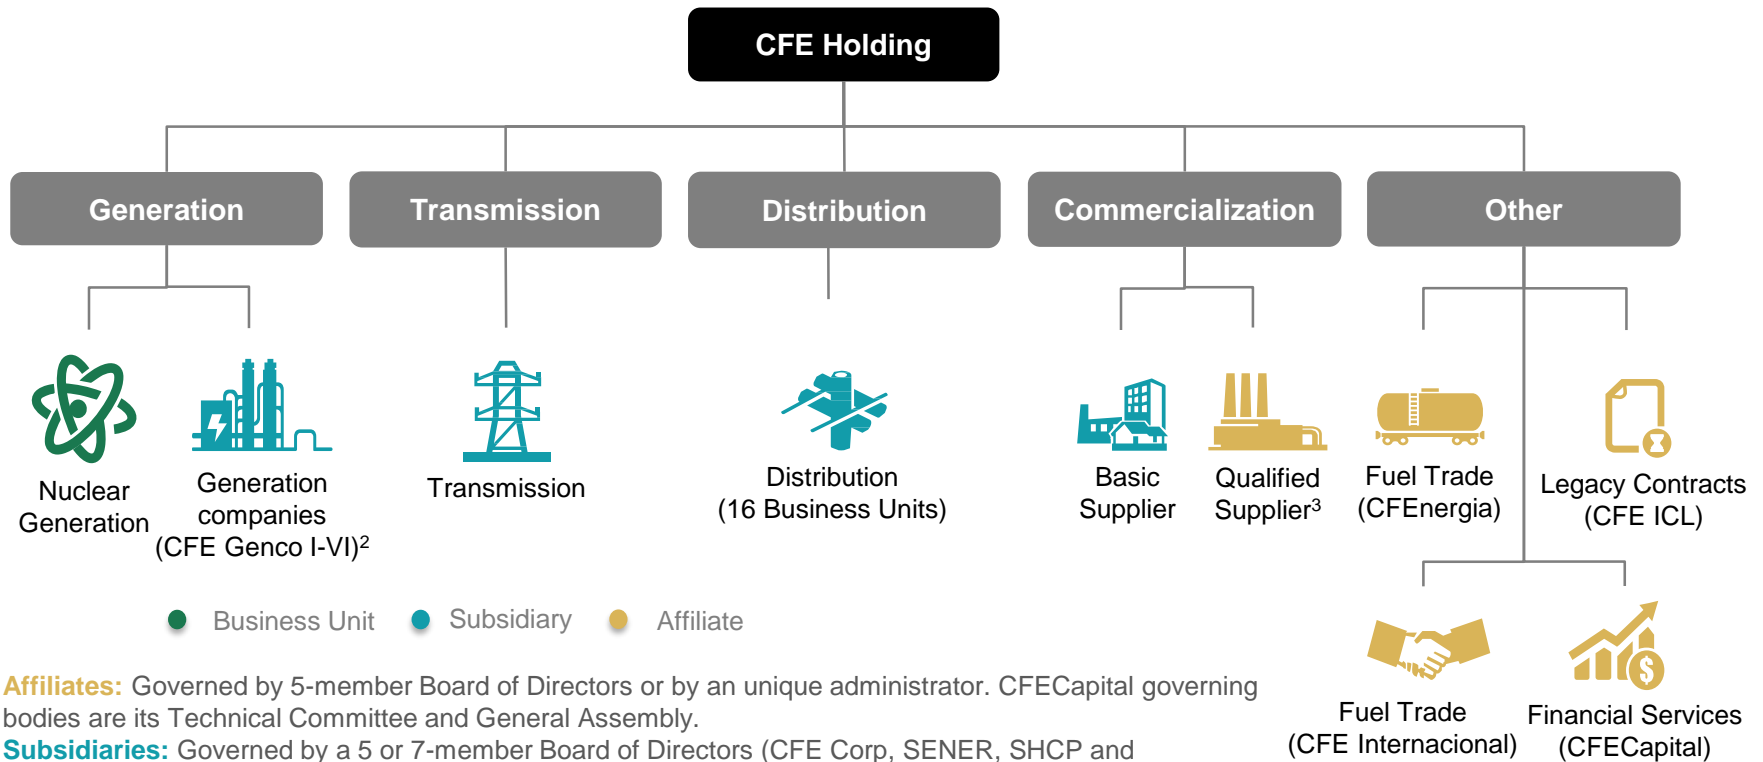 CFE Holding
Generation
Transmission
Distribution
Commercialization
Other
Nuclear
Generation
Generation
companies
(CFE Genco I-VI)²
Transmission
Distribution
(16 Business Units)
Basic
Supplier
Qualified
Supplier³
Fuel Trade
(CFEnergia)
Legacy Contracts
(CFE ICL)
Fuel Trade
(CFE Internacional)
$
Financial Services
(CFECapital)
Business Unit
Subsidiary
Affiliate
Affiliates: Governed by 5-member Board of Directors or by an unique administrator. CFECapital governing
bodies are its Technical Committee and General Assembly.
Subsidiaries: Governed by a 5 or 7-member Board of Directors (CFE Corp, SENER, SHCP and